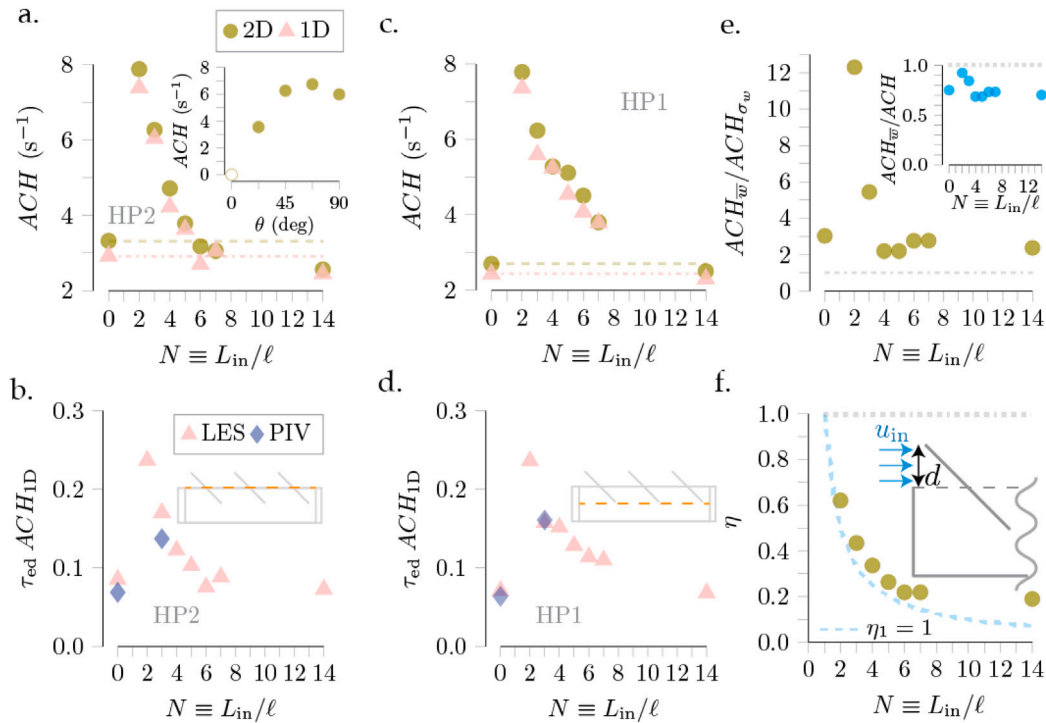 a.
2D 1D
c.
e.
8
6
4
2
ACH (s⁻¹)
HP2
0 2 4 6 8 10 12 14
N ≡ L_in/ℓ
8
6
4
2
0
ACH (s⁻¹)
0 45 90
θ (deg)
8
6
4
2
ACH (s⁻¹)
HP1
0 2 4 6 8 10 12 14
N ≡ L_in/ℓ
12
10
8
6
4
2
0
ACH_w̅/ACH_σ_w
0 2 4 6 8 10 12 14
N ≡ L_in/ℓ
1.0
0.5
0.0
ACH_w̅/ACH
0 4 8 12
N ≡ L_in/ℓ
b.
d.
f.
0.3
0.2
0.1
0.0
τ_ed ACH_1D
LES PIV
HP2
0 2 4 6 8 10 12 14
N ≡ L_in/ℓ
0.3
0.2
0.1
0.0
τ_ed ACH_1D
HP1
0 2 4 6 8 10 12 14
N ≡ L_in/ℓ
1.0
0.8
0.6
0.4
0.2
0.0
η
u_in
d
η₁ = 1
0 2 4 6 8 10 12 14
N ≡ L_in/ℓ